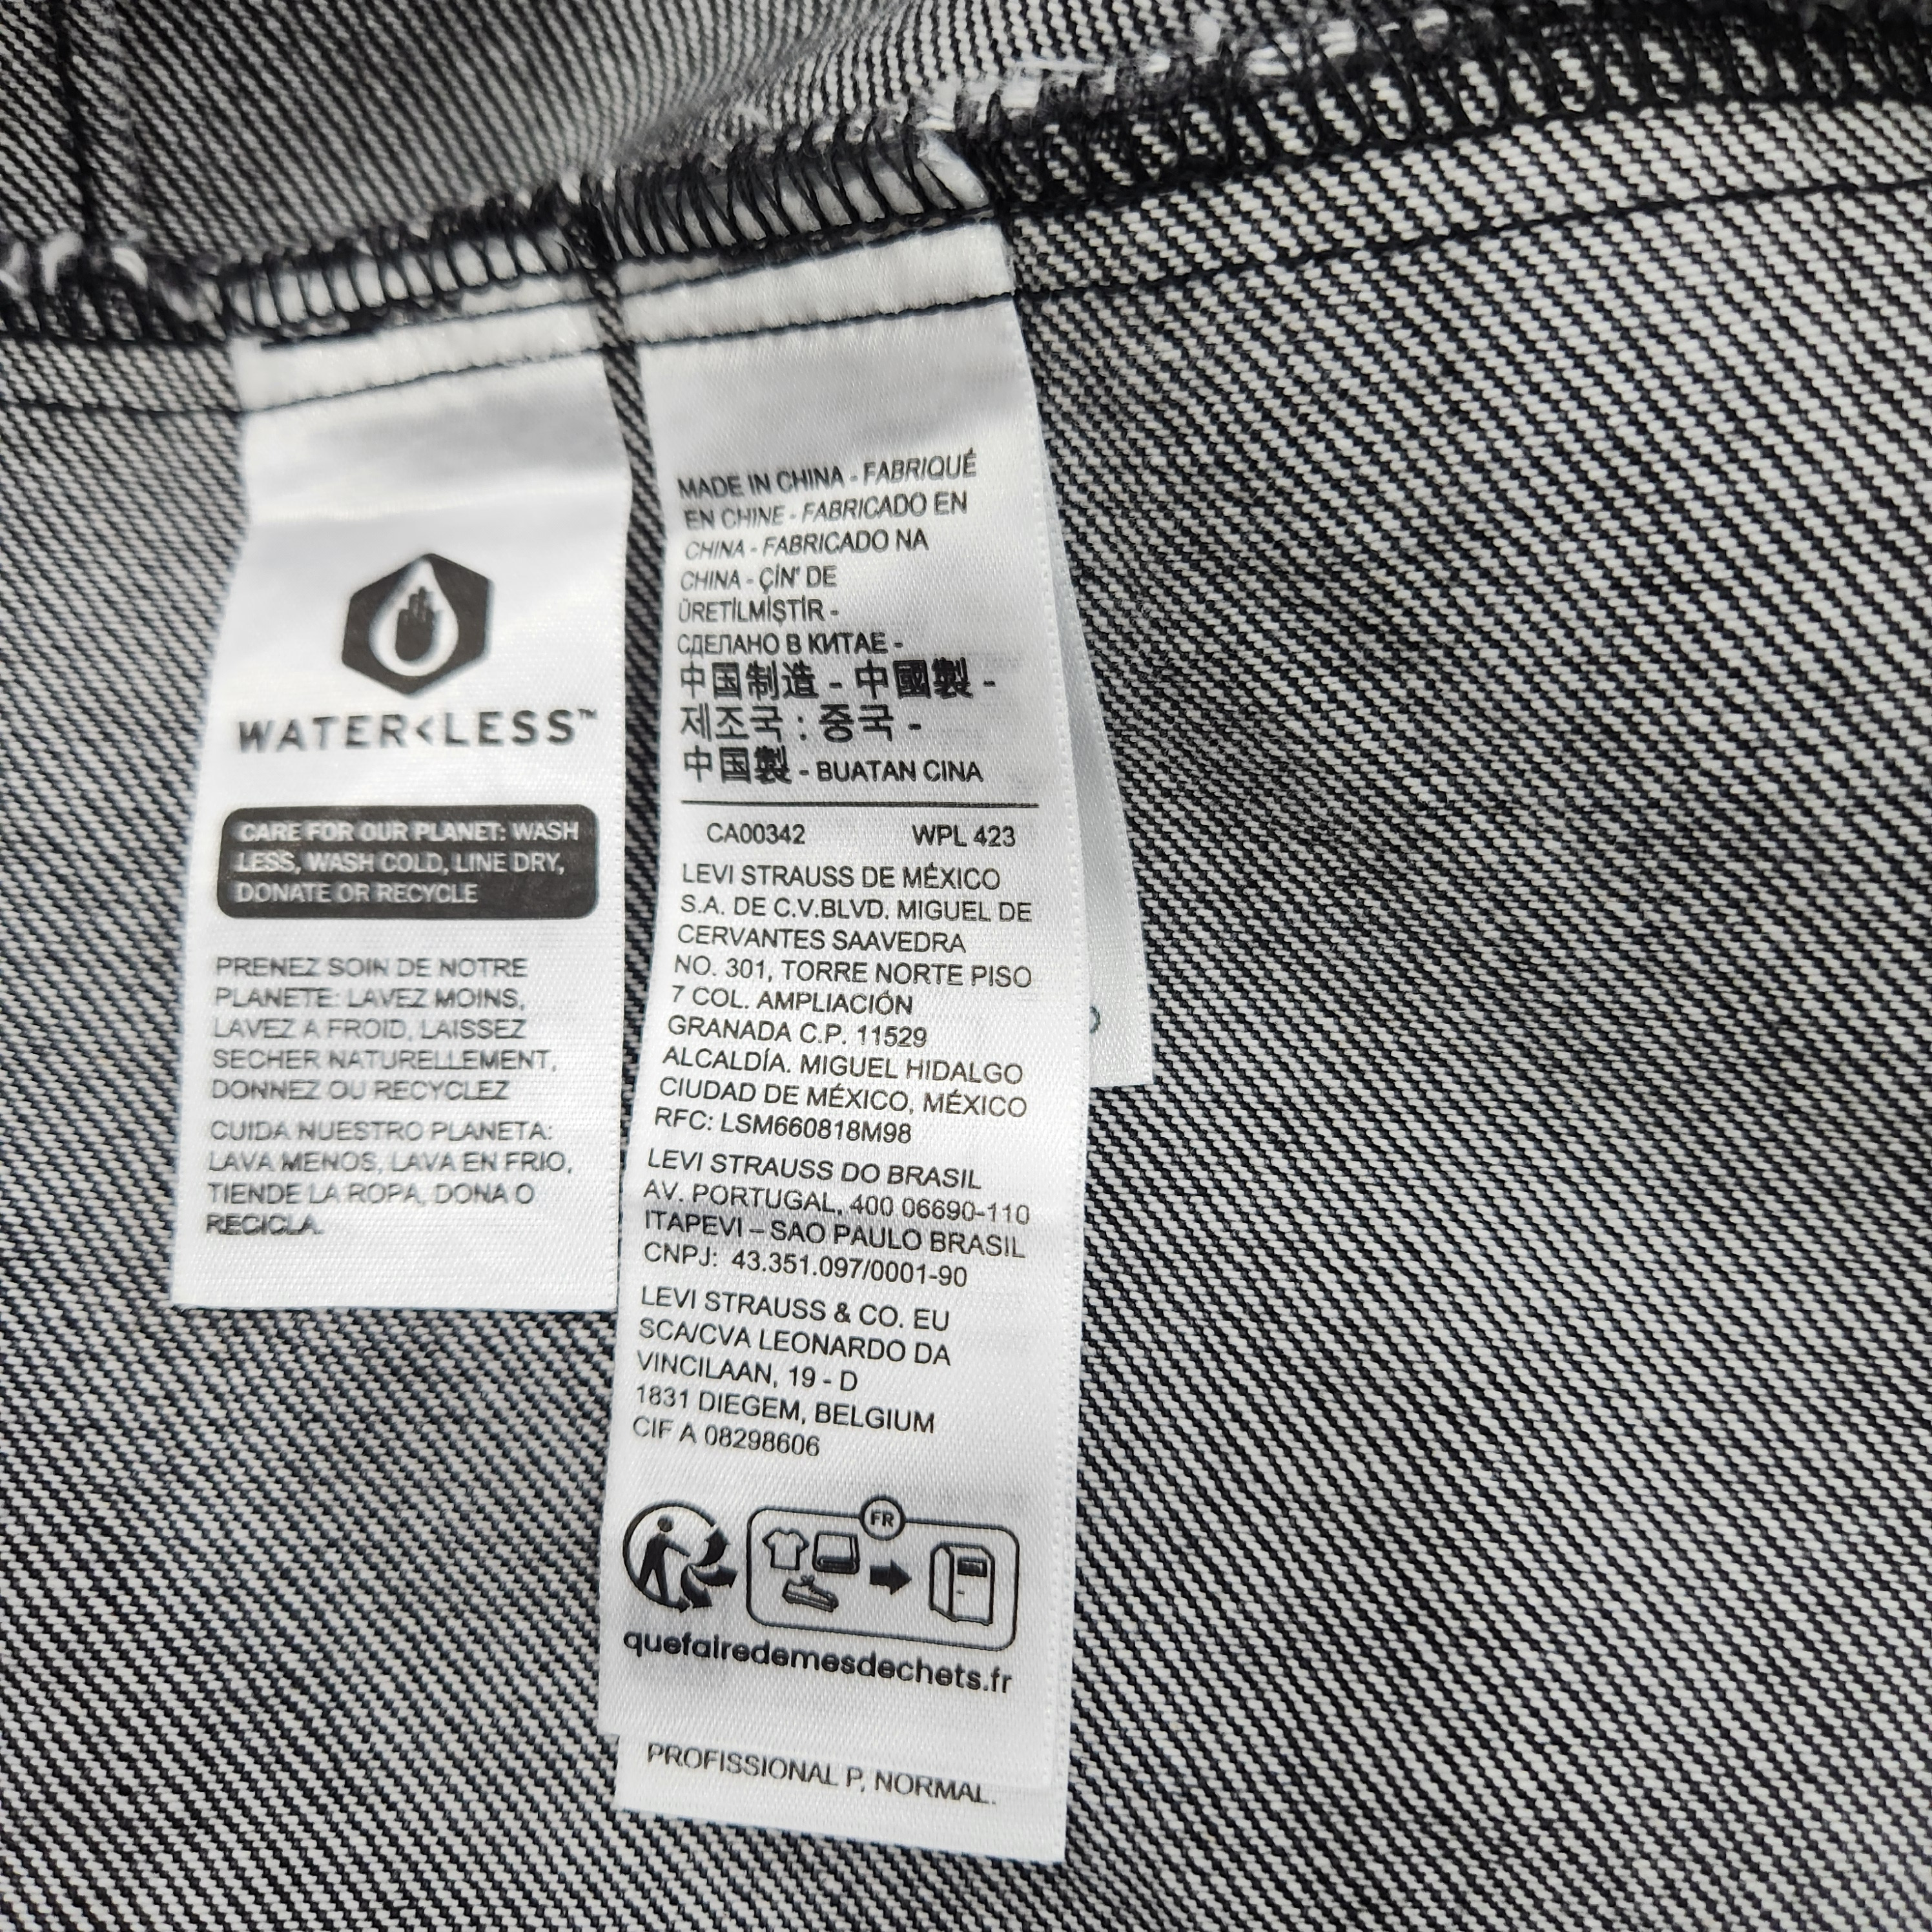 WATER<LESS™
CARE FOR OUR PLANET: WASH
LESS, WASH COLD, LINE DRY,
DONATE OR RECYCLE
PRENEZ SOIN DE NOTRE
PLANETE: LAVEZ MOINS,
LAVEZ A FROID, LAISSEZ
SECHER NATURELLEMENT,
DONNEZ OU RECYCLEZ
CUIDA NUESTRO PLANETA:
LAVA MENOS, LAVA EN FRIO,
TIENDE LA ROPA, DONA O
RECICLA.
MADE IN CHINA - FABRIQUÉ
EN CHINE - FABRICADO EN
CHINA - FABRICADO NA
CHINA - ÇİN' DE
ÜRETİLMİŞTİR -
СДЕЛАНО В КИТАЕ -
中国制造 - 中國製 -
제조국 : 중국 -
中国製 - BUATAN CINA
CA00342 WPL 423
LEVI STRAUSS DE MÉXICO
S.A. DE C.V.BLVD. MIGUEL DE
CERVANTES SAAVEDRA
NO. 301, TORRE NORTE PISO
7 COL. AMPLIACIÓN
GRANADA C.P. 11529
ALCALDÍA. MIGUEL HIDALGO
CIUDAD DE MÉXICO, MÉXICO
RFC: LSM660818M98
LEVI STRAUSS DO BRASIL
AV. PORTUGAL, 400 06690-110
ITAPEVI – SAO PAULO BRASIL
CNPJ: 43.351.097/0001-90
LEVI STRAUSS & CO. EU
SCA/CVA LEONARDO DA
VINCILAAN, 19 - D
1831 DIEGEM, BELGIUM
CIF A 08298606
FR
quefairedemesdechets.fr
PROFISSIONAL P, NORMAL.